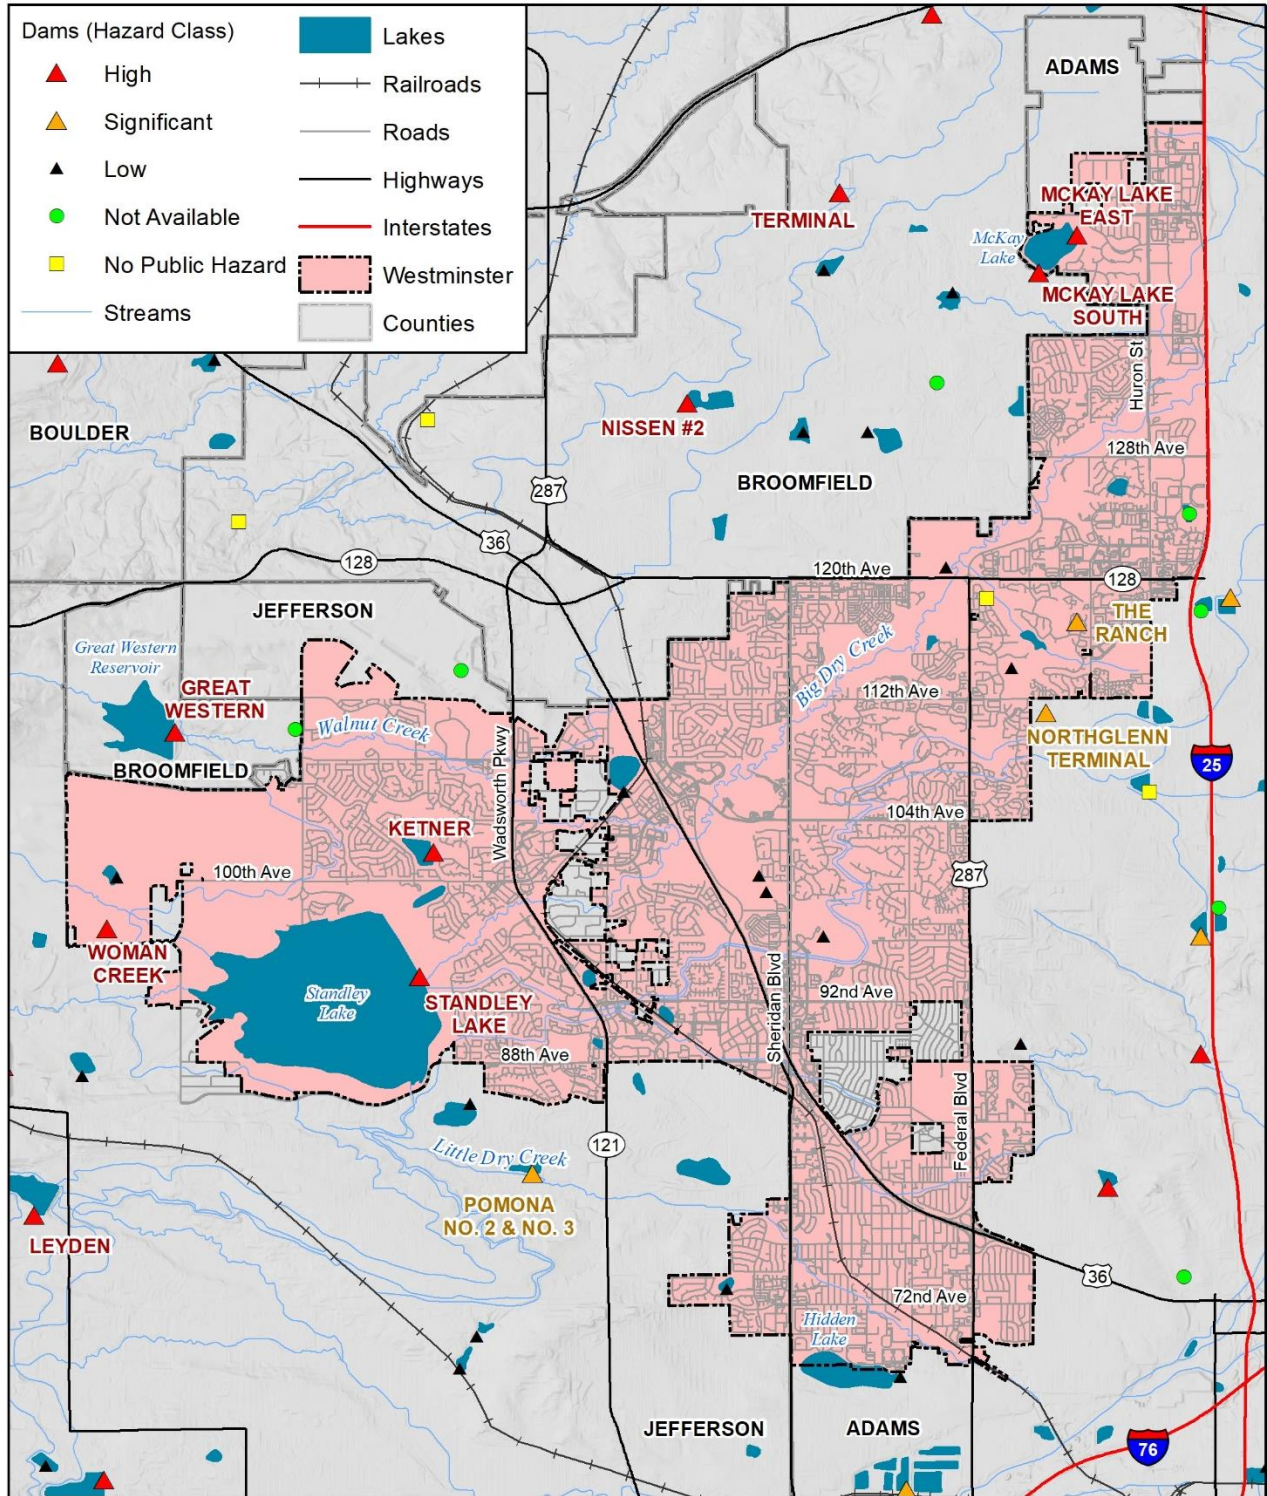 Dams (Hazard Class)
High
Significant
Low
Not Available
No Public Hazard
Streams
Lakes
Railroads
Roads
Highways
Interstates
Westminster
Counties
ADAMS
MCKAY LAKE
EAST
TERMINAL
McKay
Lake
MCKAY LAKE
SOUTH
Huron St
BOULDER
NISSEN #2
128th Ave
BROOMFIELD
287
36
128
120th Ave
128
JEFFERSON
THE
RANCH
Great Western
Reservoir
GREAT
WESTERN
Big Dry Creek
112th Ave
Walnut Creek
Wadsworth Pkwy
NORTHGLENN
TERMINAL
BROOMFIELD
25
104th Ave
KETNER
100th Ave
287
WOMAN
CREEK
Standley
Lake
STANDLEY
LAKE
92nd Ave
Sheridan Blvd
88th Ave
Federal Blvd
Little Dry Creek
121
POMONA
NO. 2 & NO. 3
LEYDEN
36
72nd Ave
Hidden
Lake
JEFFERSON
ADAMS
76